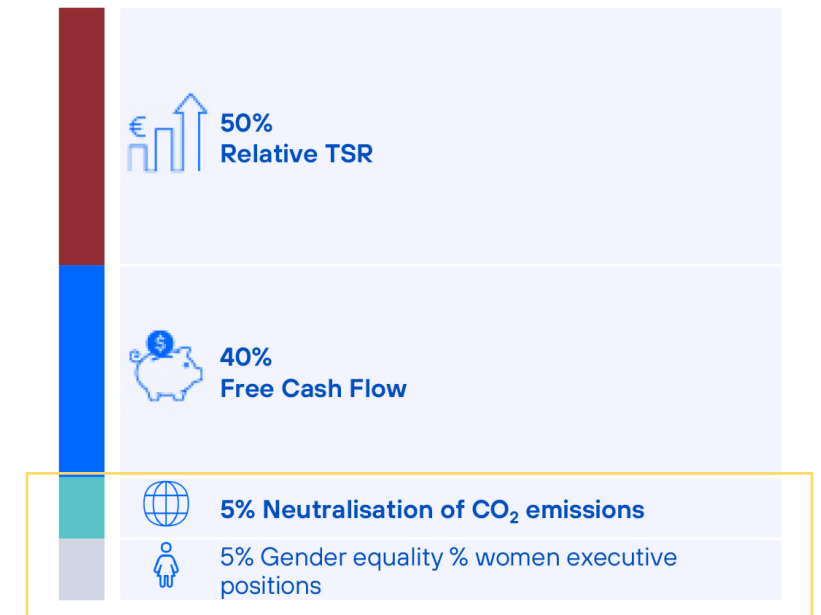 €
50%
Relative TSR
$
40%
Free Cash Flow
5% Neutralisation of CO₂ emissions
5% Gender equality % women executive
positions